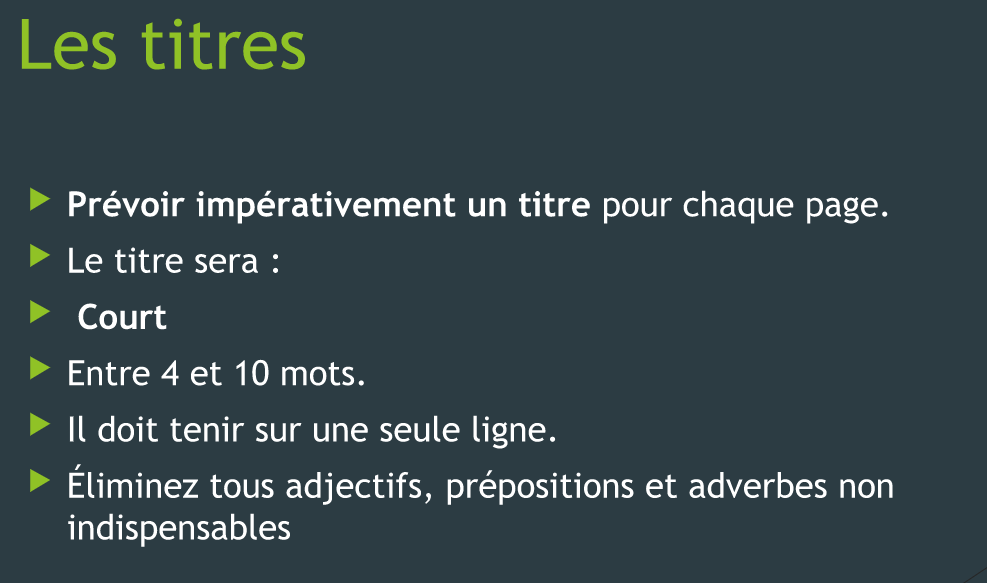 Les titres
Prévoir impérativement un titre pour chaque page.
Le titre sera :
Court
Entre 4 et 10 mots.
Il doit tenir sur une seule ligne.
Éliminez tous adjectifs, prépositions et adverbes non
indispensables